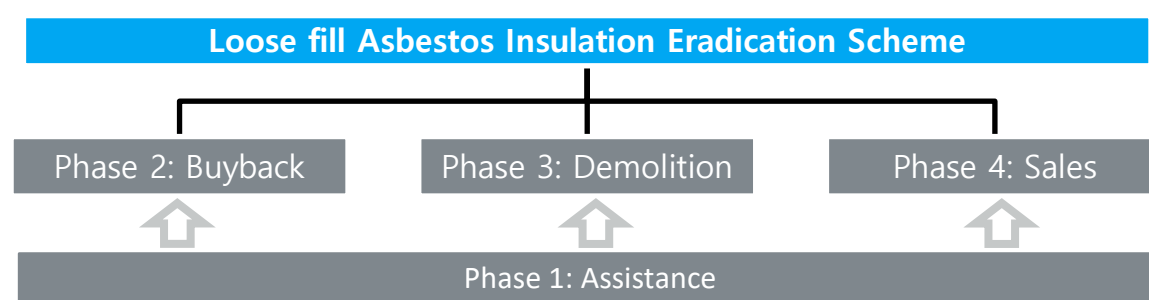 Loose fill Asbestos Insulation Eradication Scheme
Phase 2: Buyback
Phase 3: Demolition
Phase 4: Sales
Phase 1: Assistance